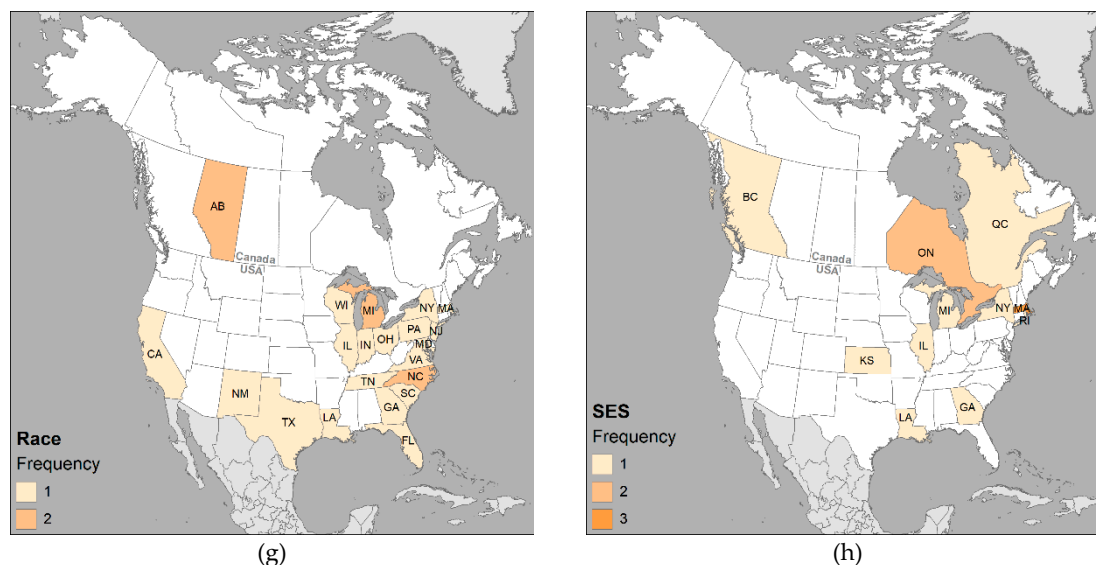 AB
Canada
USA
WI
MI
NY
MA
PA
NJ
IL
IN
OH
MD
VA
CA
TN
NC
NM
SC
TX
LA
GA
FL
Race
Frequency
1
2
(g)
BC
QC
ON
Canada
USA
MI
NY
MA
RI
IL
KS
LA
GA
SES
Frequency
1
2
3
(h)